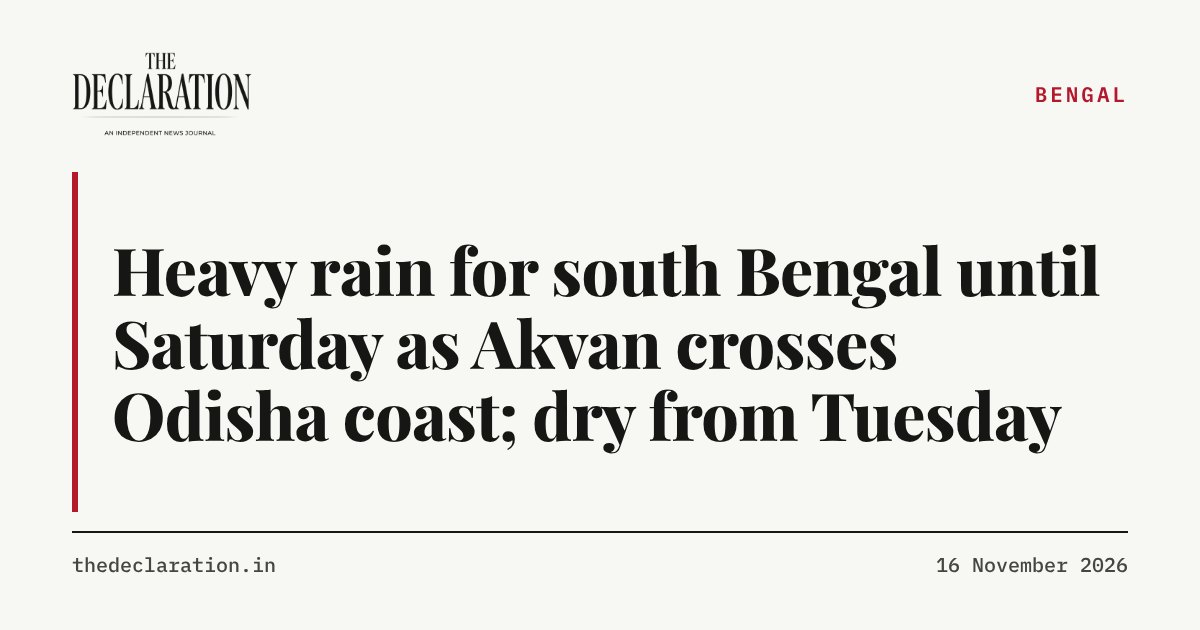 THE
DECLARATION
AN INDEPENDENT NEWS JOURNAL
BENGAL
Heavy rain for south Bengal until
Saturday as Akvan crosses
Odisha coast; dry from Tuesday
thedeclaration.in
16 November 2026